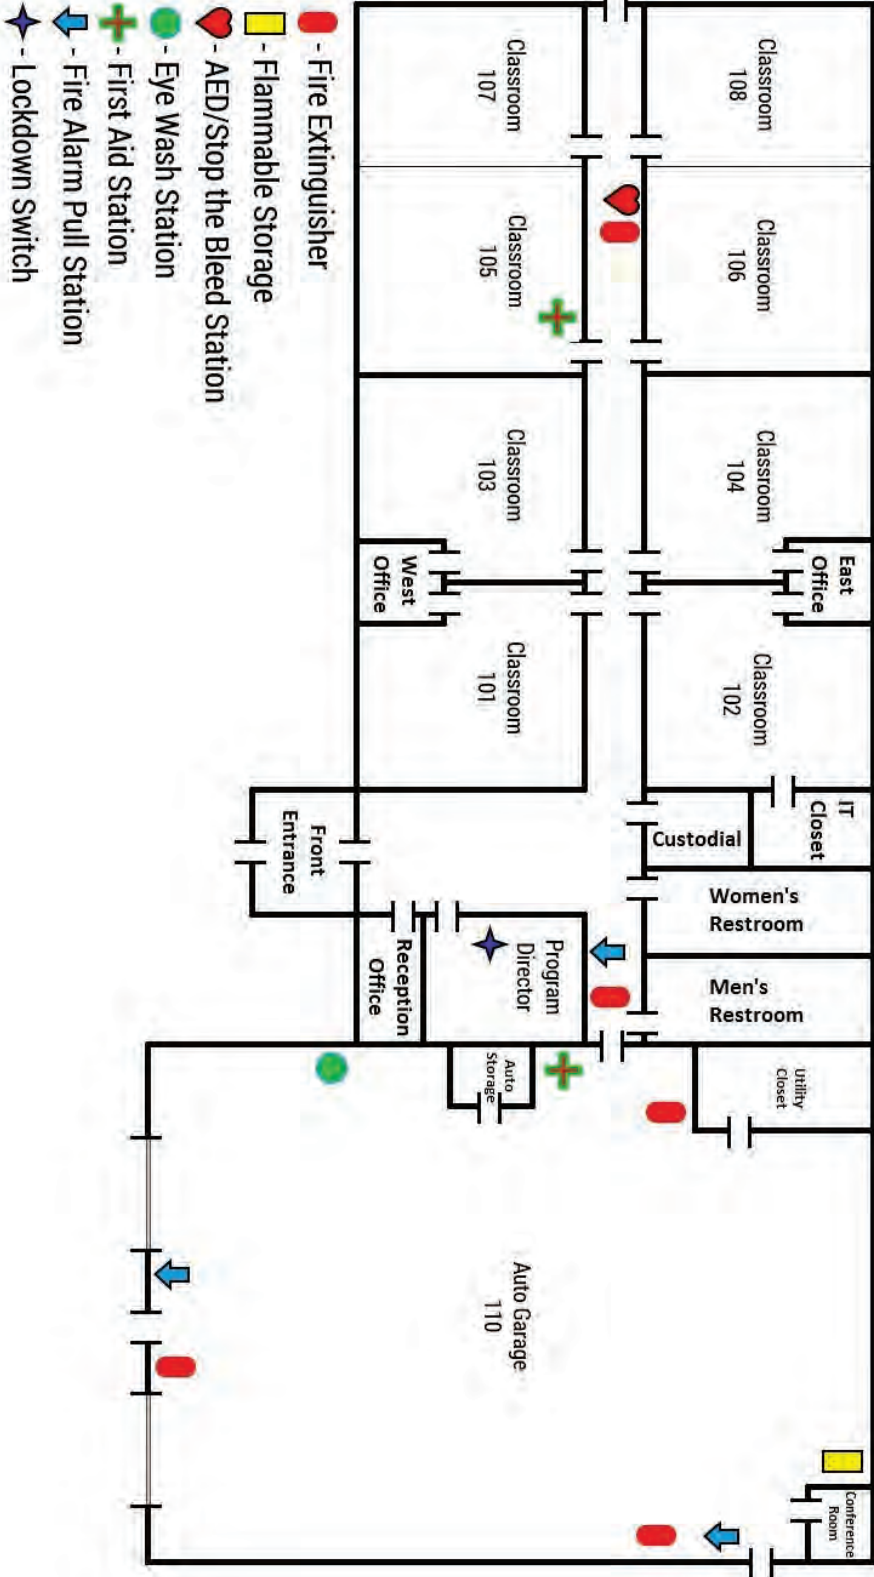 Classroom
108
Classroom
106
Classroom
104
East
Office
Classroom
102
IT
Closet
Custodial
Women's
Restroom
Men's
Restroom
Utility
Closet
Conference
Room
Classroom
107
Classroom
105
Classroom
103
West
Office
Classroom
101
Front
Entrance
Program
Director
Reception
Office
Auto
Storage
Auto Garage
110
- Fire Extinguisher
- Flammable Storage
- AED/Stop the Bleed Station
- Eye Wash Station
- First Aid Station
- Fire Alarm Pull Station
- Lockdown Switch